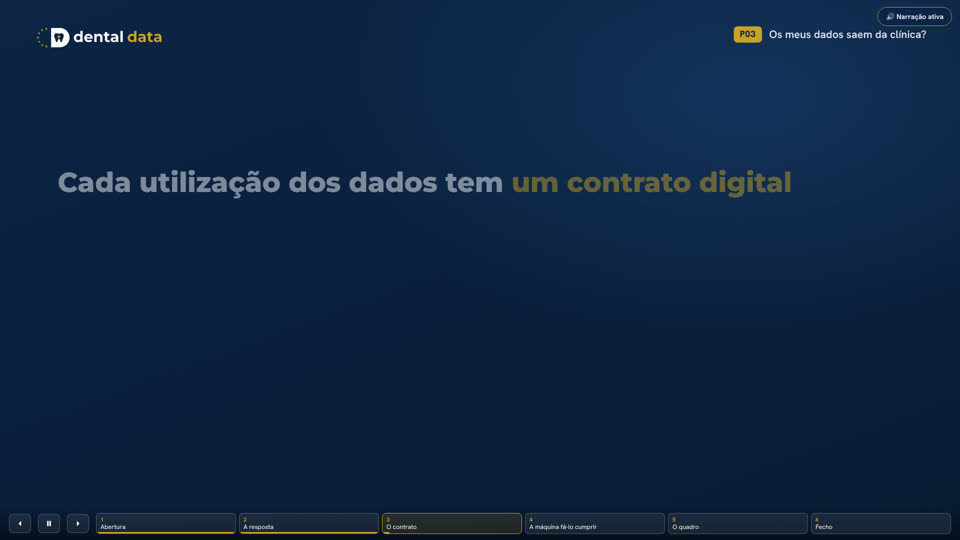 🔊 Narração ativa
dental data
P03 Os meus dados saem da clínica?
Cada utilização dos dados tem um contrato digital
1
Abertura
2
A resposta
3
O contrato
4
A máquina fá-lo cumprir
5
O quadro
6
Fecho